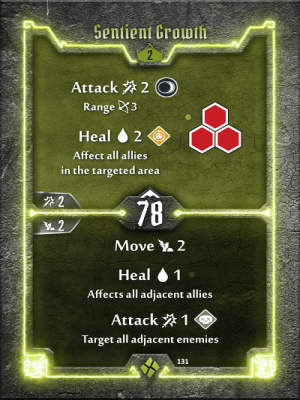 Sentient Growth
2
Attack 2
Range 3
Heal 2
Affect all allies
in the targeted area
2
78
2
Move 2
Heal 1
Affects all adjacent allies
Attack 1
Target all adjacent enemies
131